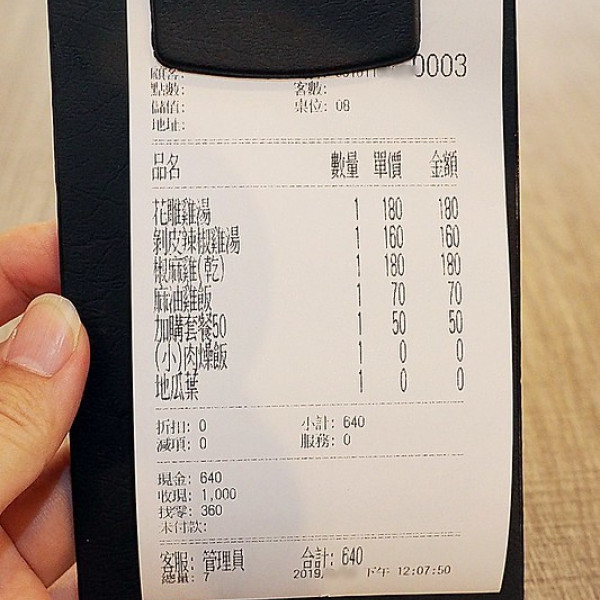 0003
顧客:
點數: 客數:
儲值: 桌位: 08
地址:
品名 數量 單價 金額
花雕雞湯 1 180 180
剝皮辣椒雞湯 1 160 160
椒麻雞(乾) 1 180 180
麻油雞飯 1 70 70
加購套餐50 1 50 50
(小)肉燥飯 1 0 0
地瓜葉 1 0 0
折扣: 0 小計: 640
減項: 0 服務: 0
現金: 640
收現: 1,000
找零: 360
未付款:
客服: 管理員 合計: 640
總量: 7 2019, 下午 12:07:50